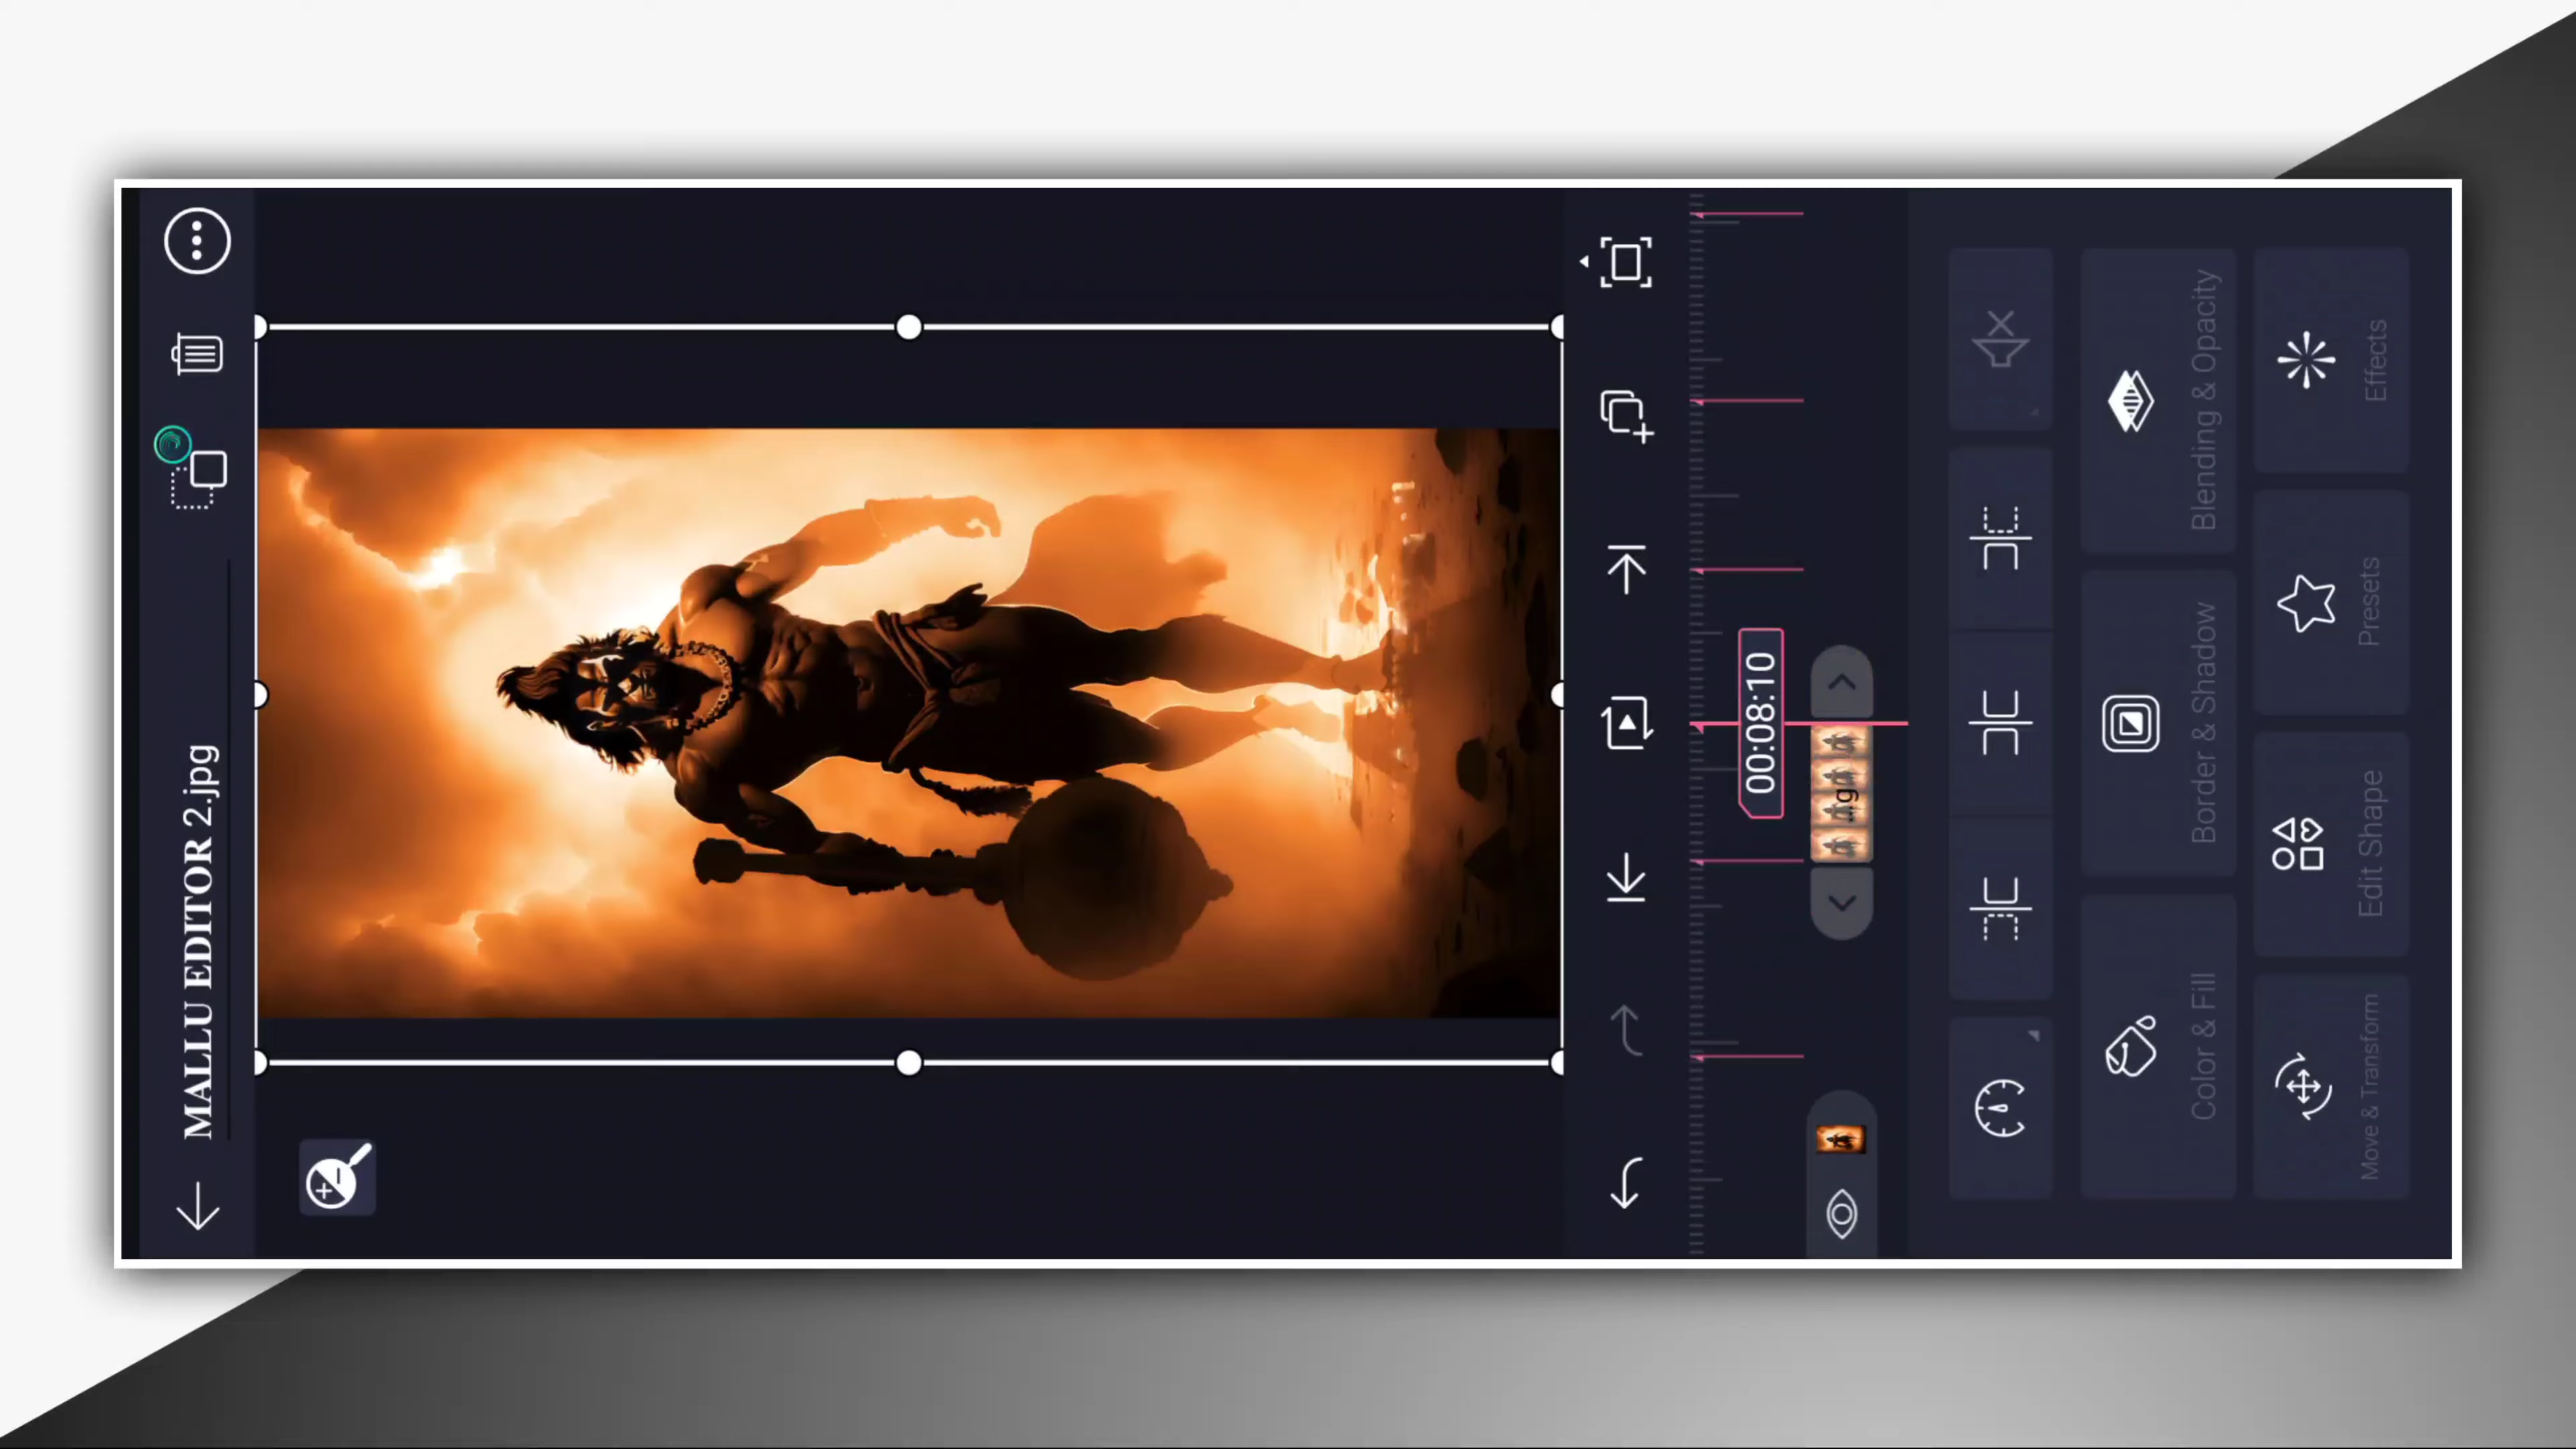 MALLU EDITOR 2.jpg
00:08:10
...g
Color & Fill
Border & Shadow
Blending & Opacity
Move & Transform
Edit Shape
Presets
Effects